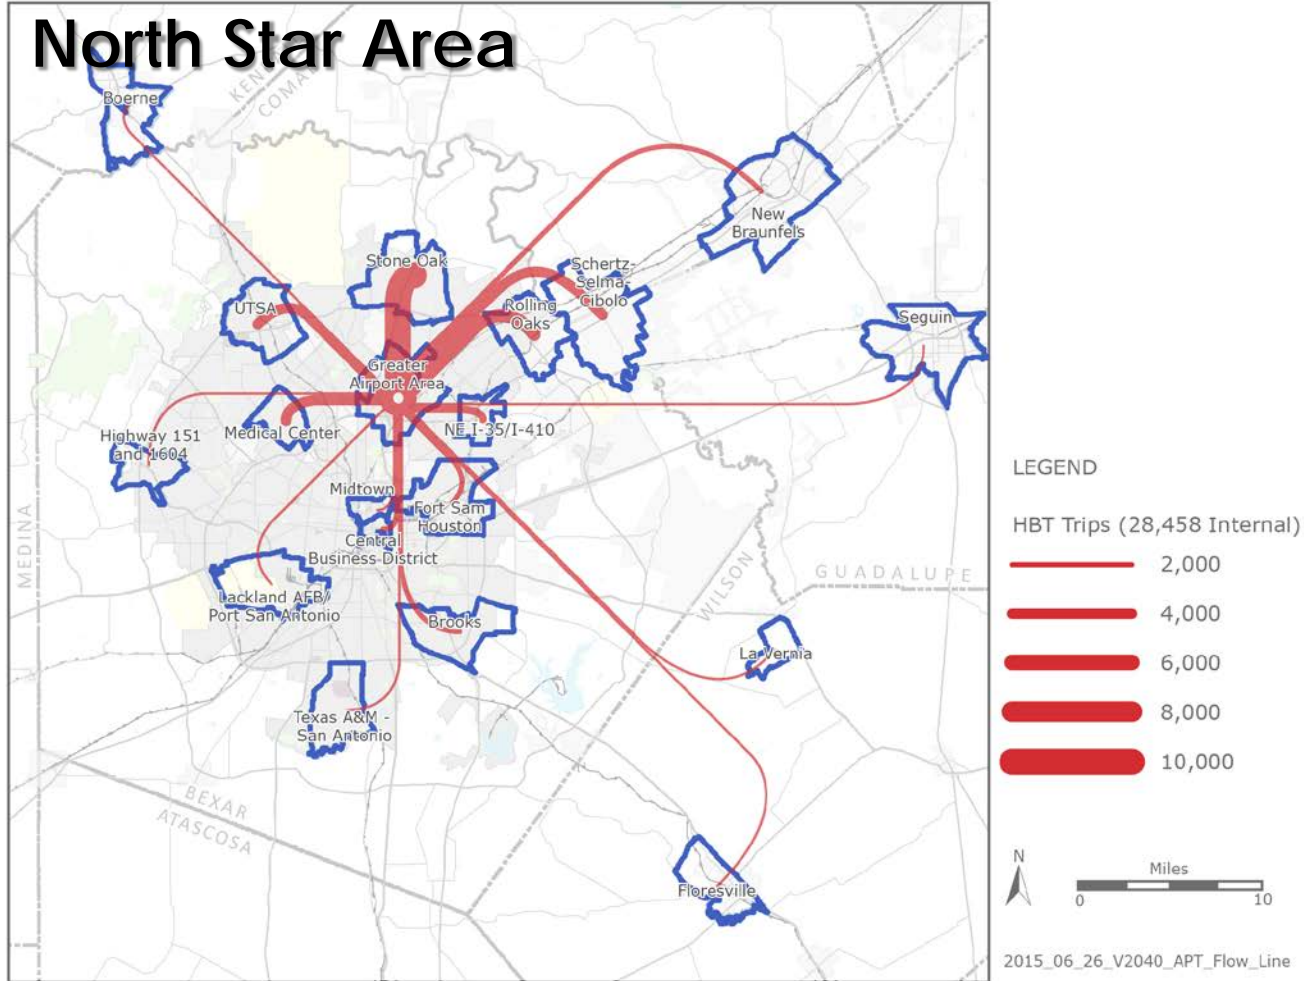 North Star Area
KEN
COMA
Boerne
New
Braunfels
Stone Oak
Schertz-
Selma-
Cibolo
UTSA
Rolling
Oaks
Seguin
Greater
Airport Area
Highway 151
and 1604
Medical Center
NE I-35/I-410
Midtown
Fort Sam
Houston
Central
Business District
MEDINA
Lackland AFB/
Port San Antonio
Brooks
WILSON
GUADALUPE
La Vernia
Texas A&M -
San Antonio
BEXAR
ATASCOSA
Floresville
LEGEND
HBT Trips (28,458 Internal)
2,000
4,000
6,000
8,000
10,000
N
Miles
0
10
2015_06_26_V2040_APT_Flow_Line